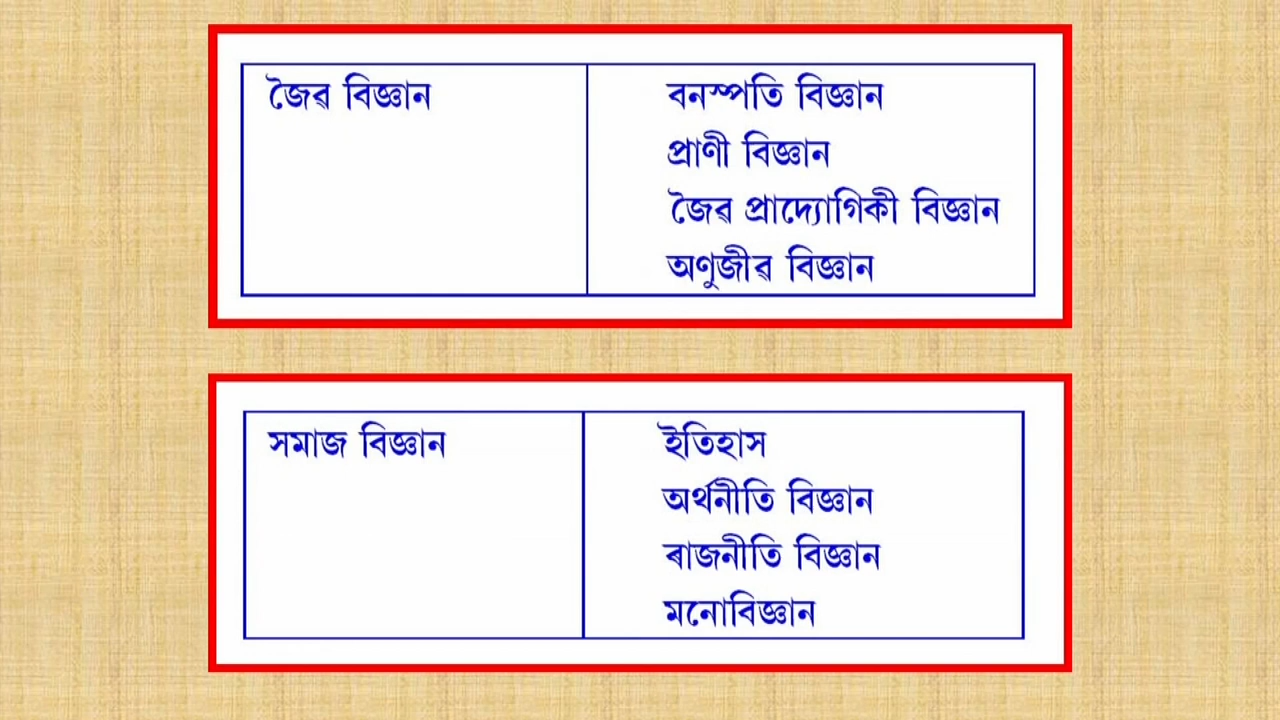 জৈৱ বিজ্ঞান
বনস্পতি বিজ্ঞান
প্ৰাণী বিজ্ঞান
জৈৱ প্ৰাদ্যোগিকী বিজ্ঞান
অণুজীৱ বিজ্ঞান
সমাজ বিজ্ঞান
ইতিহাস
অৰ্থনীতি বিজ্ঞান
ৰাজনীতি বিজ্ঞান
মনোবিজ্ঞান